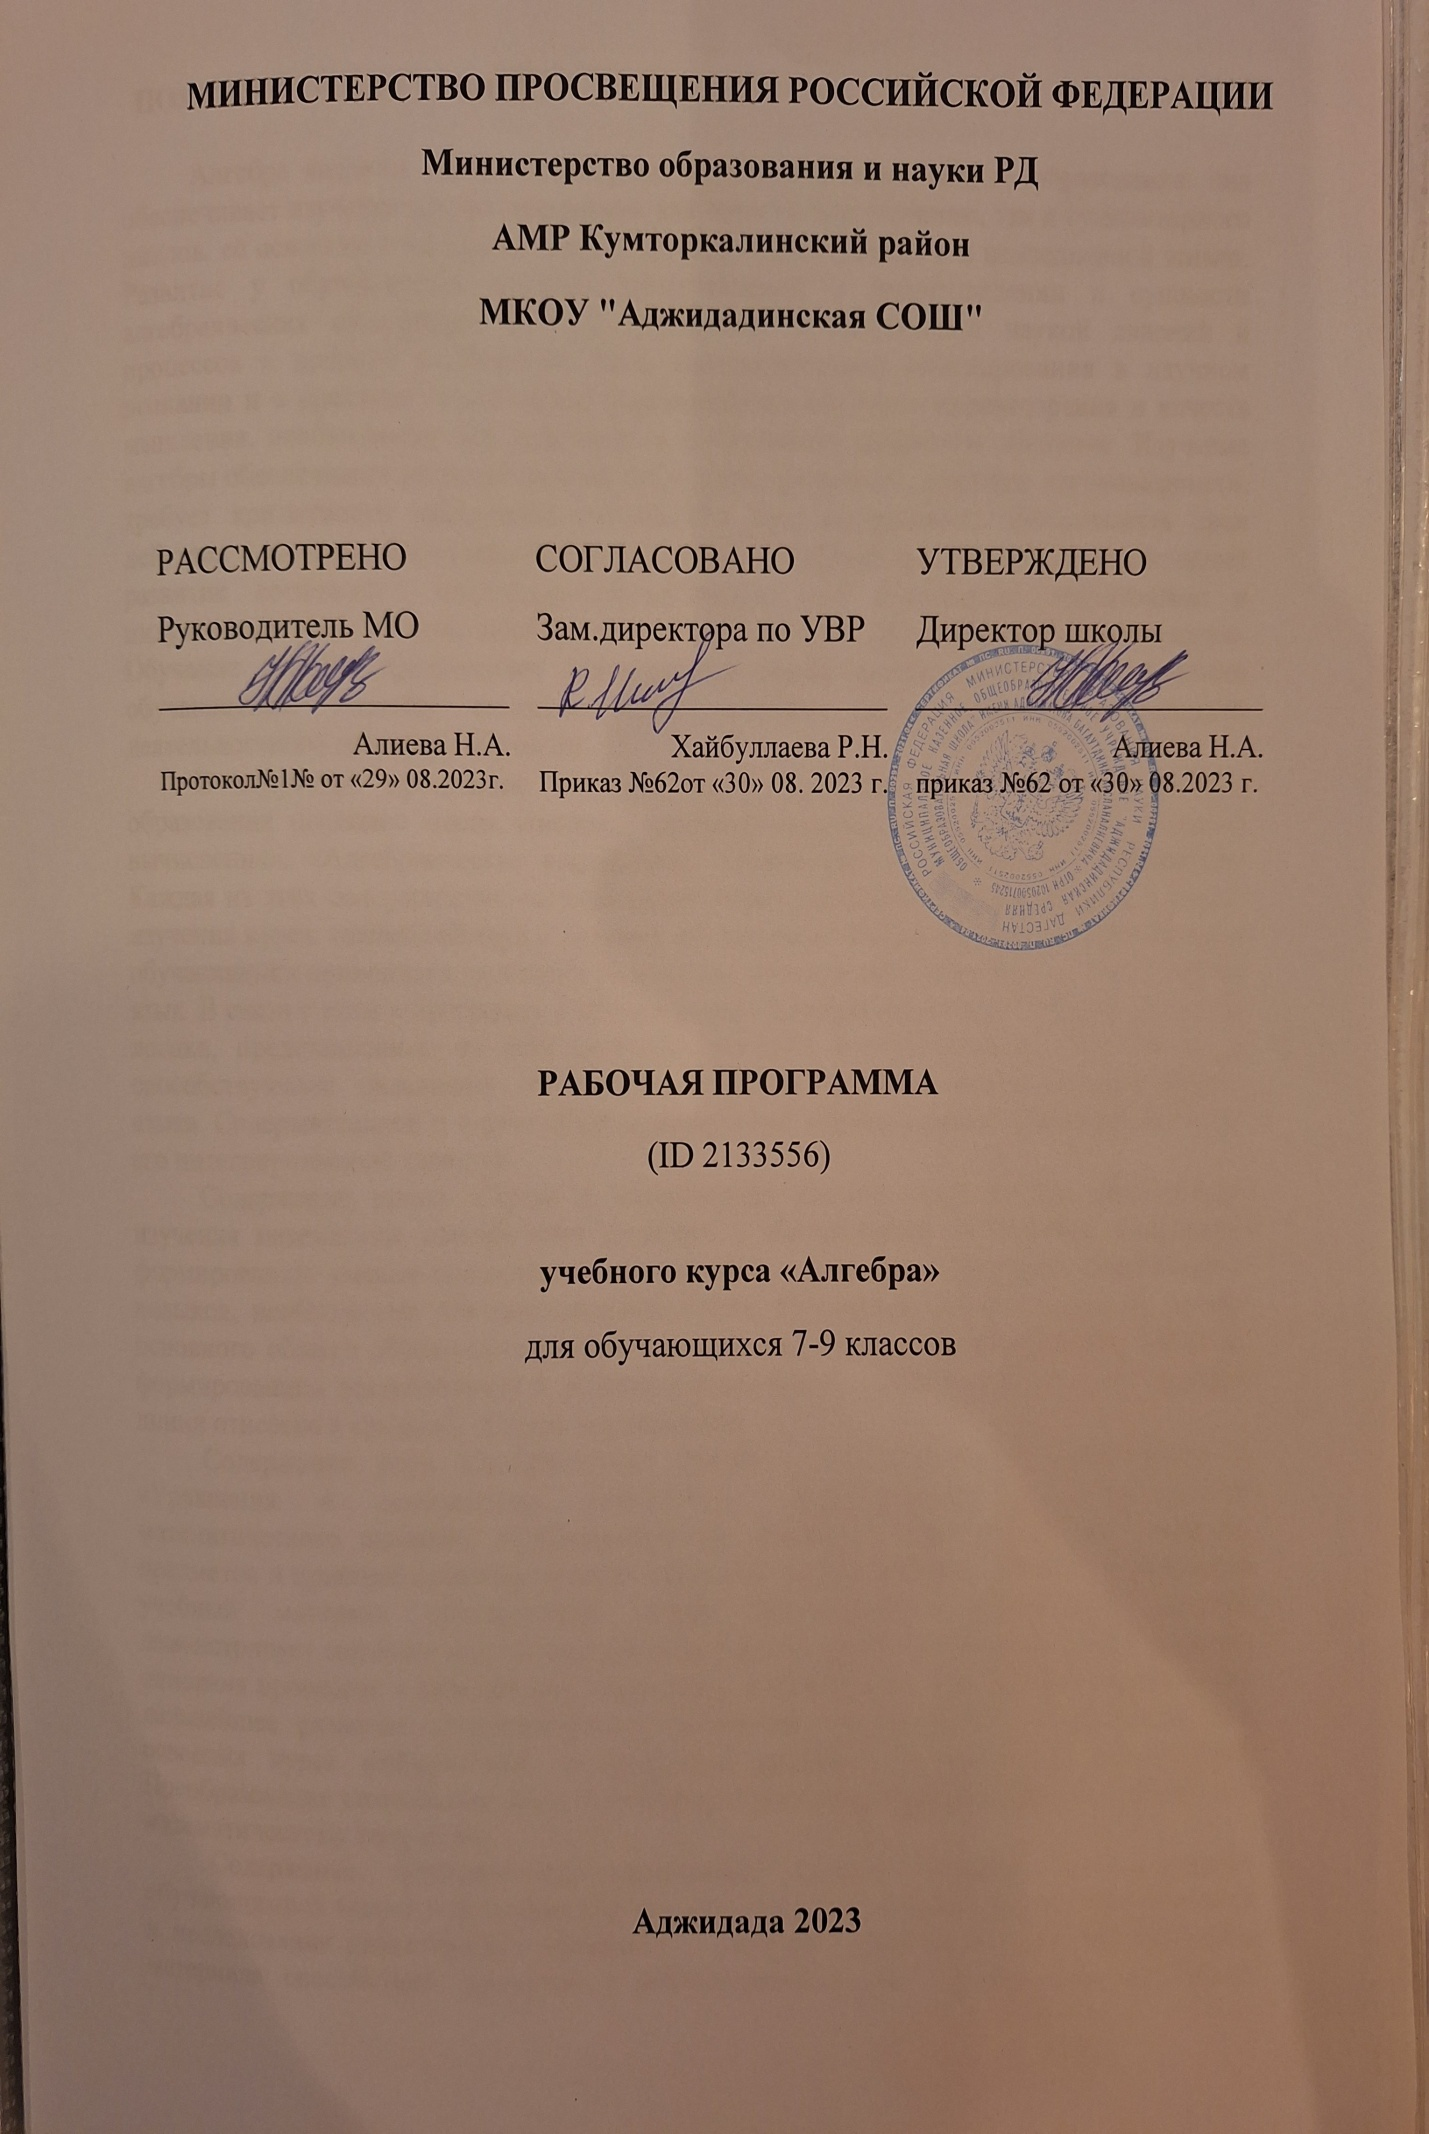 МИНИСТЕРСТВО ПРОСВЕЩЕНИЯ РОССИЙСКОЙ ФЕДЕРАЦИИ
Министерство образования и науки РД
АМР Кумторкалинский район
МКОУ "Аджидадинская СОШ"
РАССМОТРЕНО
Руководитель МО
Алиева Н.А.
Протокол№1№ от «29» 08.2023г.
СОГЛАСОВАНО
Зам.директора по УВР
Хайбуллаева Р.Н.
Приказ №62от «30» 08. 2023 г.
УТВЕРЖДЕНО
Директор школы
Алиева Н.А.
приказ №62 от «30» 08.2023 г.
РАБОЧАЯ ПРОГРАММА
(ID 2133556)
учебного курса «Алгебра»
для обучающихся 7-9 классов
Аджидада 2023